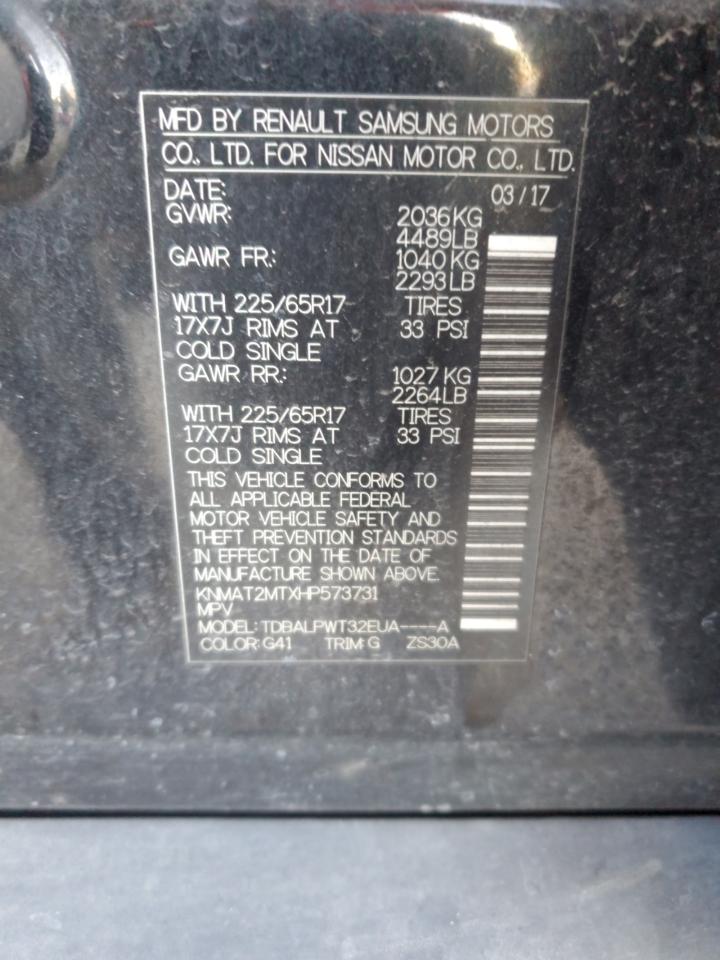 MFD BY RENAULT SAMSUNG MOTORS
CO., LTD. FOR NISSAN MOTOR CO., LTD.
DATE: 03/17
GVWR: 2036KG
4489LB
GAWR FR.: 1040KG
2293LB
WITH 225/65R17 TIRES
17X7J RIMS AT 33 PSI
COLD SINGLE
GAWR RR.: 1027 KG
2264LB
WITH 225/65R17 TIRES
17X7J RIMS AT 33 PSI
COLD SINGLE
THIS VEHICLE CONFORMS TO
ALL APPLICABLE FEDERAL
MOTOR VEHICLE SAFETY AND
THEFT PREVENTION STANDARDS
IN EFFECT ON THE DATE OF
MANUFACTURE SHOWN ABOVE.
KNMAT2MTXHP573731
MPV
MODEL: TDBALPWT32EUA----A
COLOR: G41 TRIM: G ZS30A